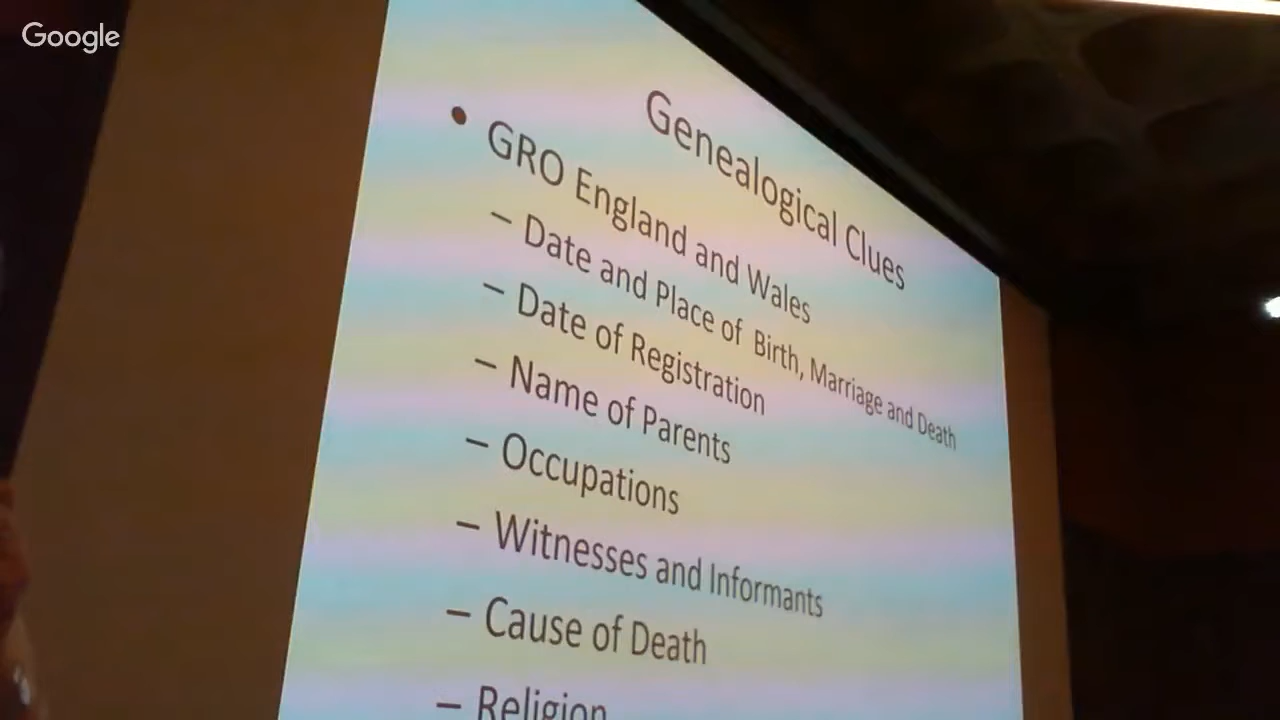 Google
Genealogical Clues
• GRO England and Wales
– Date and Place of Birth, Marriage and Death
– Date of Registration
– Name of Parents
– Occupations
– Witnesses and Informants
– Cause of Death
– Religion